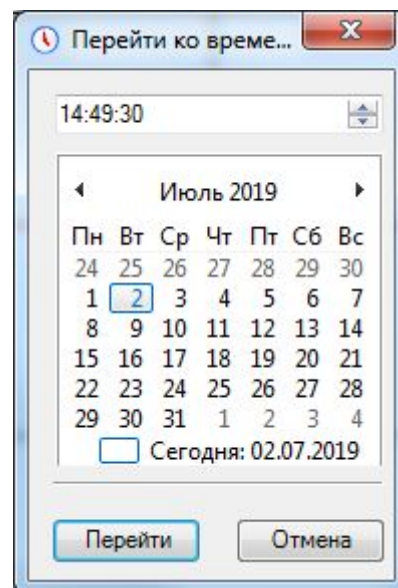 Перейти ко време...
14:49:30
Июль 2019
Пн Вт Ср Чт Пт Сб Вс
24 25 26 27 28 29 30
1 2 3 4 5 6 7
8 9 10 11 12 13 14
15 16 17 18 19 20 21
22 23 24 25 26 27 28
29 30 31 1 2 3 4
Сегодня: 02.07.2019
Перейти Отмена